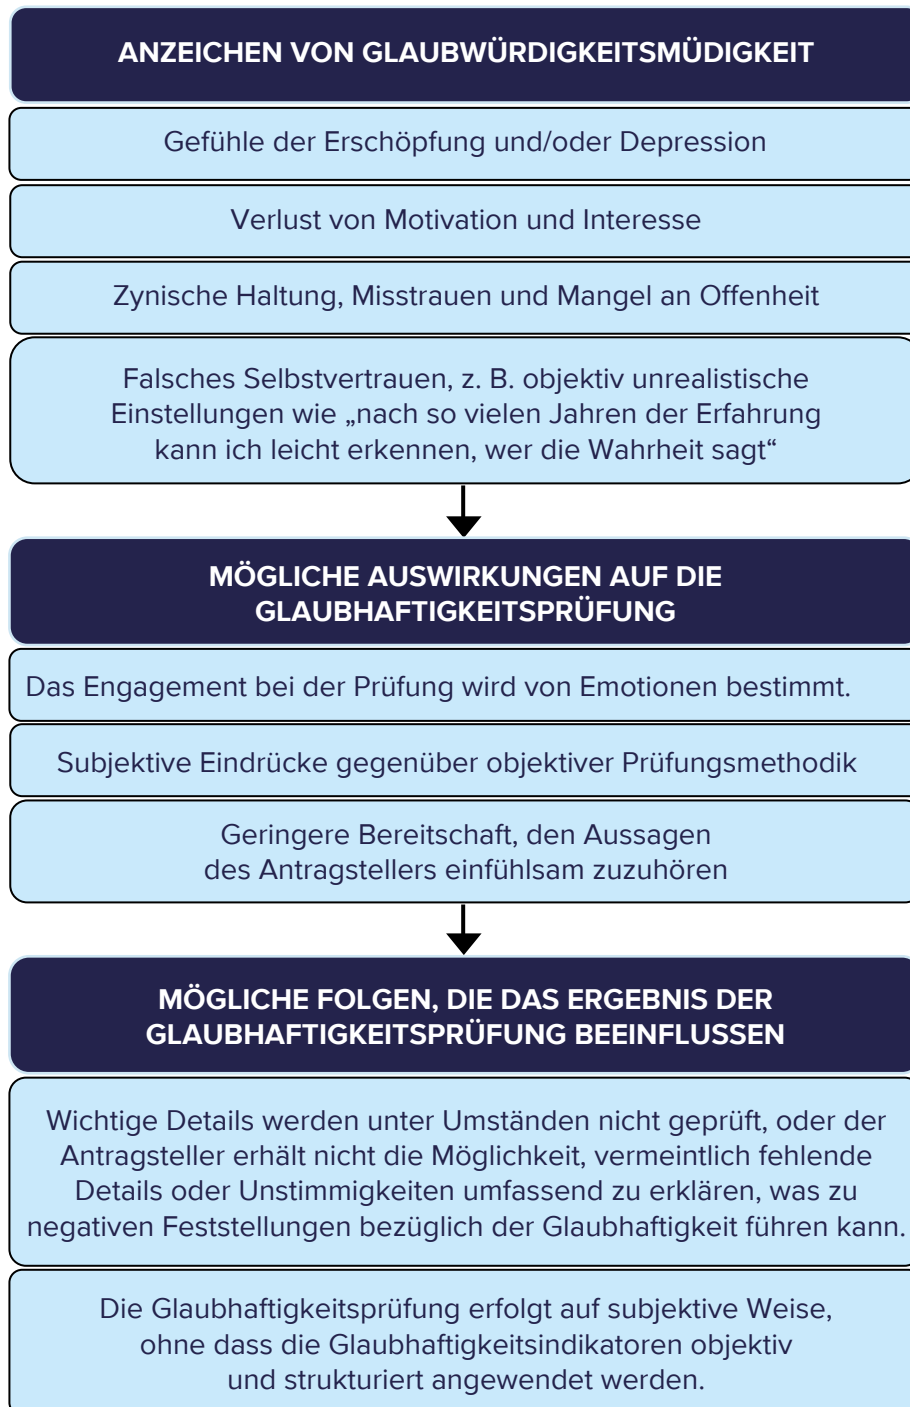 ANZEICHEN VON GLAUBWÜRDIGKEITSMÜDIGKEIT
Gefühle der Erschöpfung und/oder Depression
Verlust von Motivation und Interesse
Zynische Haltung, Misstrauen und Mangel an Offenheit
Falsches Selbstvertrauen, z. B. objektiv unrealistische
Einstellungen wie „nach so vielen Jahren der Erfahrung
kann ich leicht erkennen, wer die Wahrheit sagt“
MÖGLICHE AUSWIRKUNGEN AUF DIE
GLAUBHAFTIGKEITSPRÜFUNG
Das Engagement bei der Prüfung wird von Emotionen bestimmt.
Subjektive Eindrücke gegenüber objektiver Prüfungsmethodik
Geringere Bereitschaft, den Aussagen
des Antragstellers einfühlsam zuzuhören
MÖGLICHE FOLGEN, DIE DAS ERGEBNIS DER
GLAUBHAFTIGKEITSPRÜFUNG BEEINFLUSSEN
Wichtige Details werden unter Umständen nicht geprüft, oder der
Antragsteller erhält nicht die Möglichkeit, vermeintlich fehlende
Details oder Unstimmigkeiten umfassend zu erklären, was zu
negativen Feststellungen bezüglich der Glaubhaftigkeit führen kann.
Die Glaubhaftigkeitsprüfung erfolgt auf subjektive Weise,
ohne dass die Glaubhaftigkeitsindikatoren objektiv
und strukturiert angewendet werden.